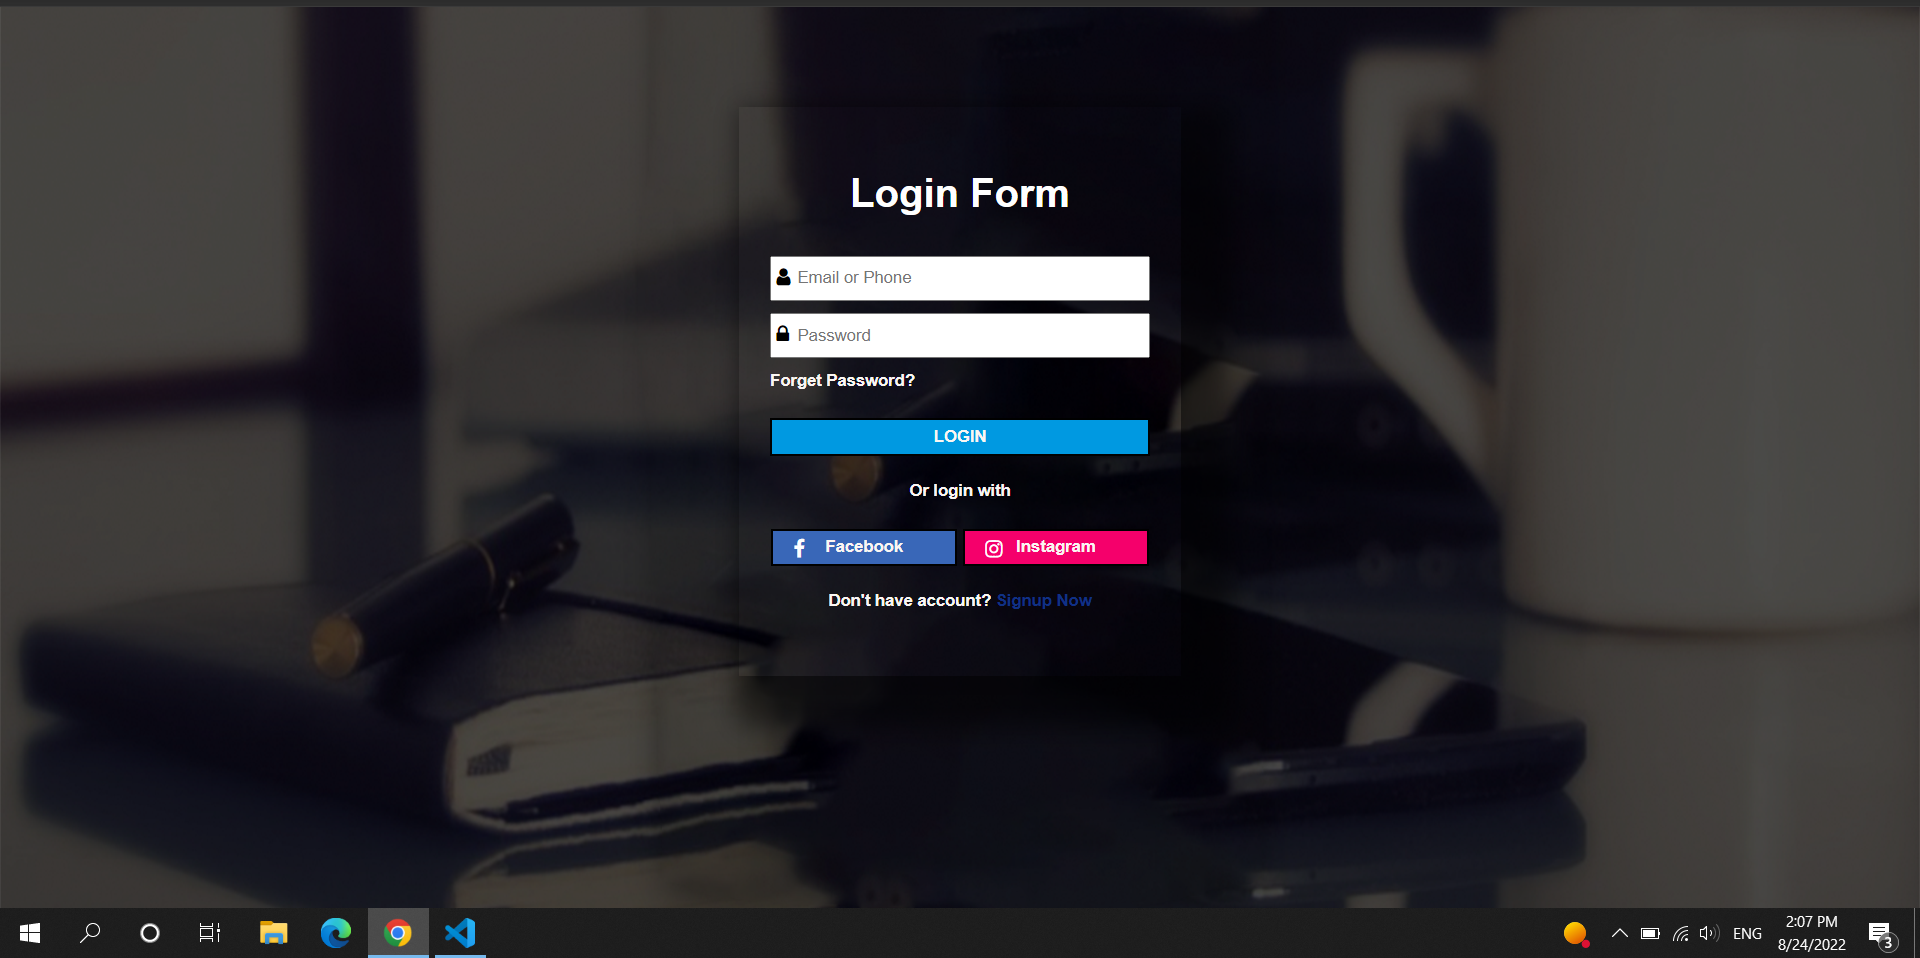 Login Form
Email or Phone
Password
Forget Password?
LOGIN
Or login with
Facebook Instagram
Don't have account? Signup Now
ENG
2:07 PM
8/24/2022
3